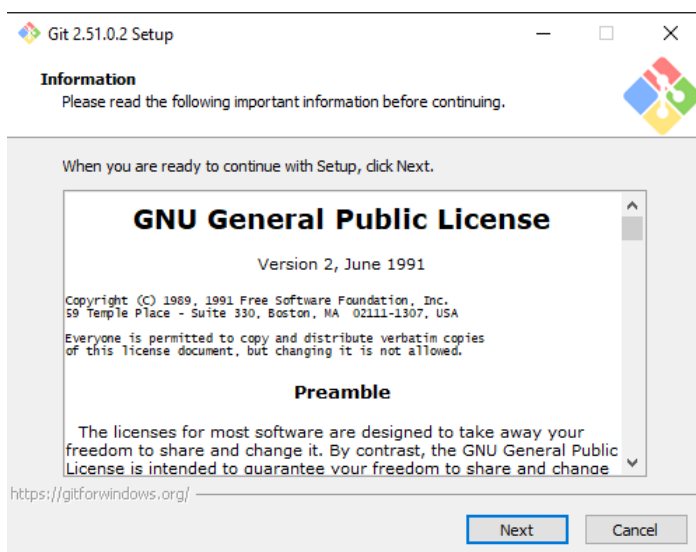 Git 2.51.0.2 Setup
Information
Please read the following important information before continuing.
When you are ready to continue with Setup, click Next.
GNU General Public License
Version 2, June 1991
Copyright (C) 1989, 1991 Free Software Foundation, Inc.
59 Temple Place - Suite 330, Boston, MA  02111-1307, USA
Everyone is permitted to copy and distribute verbatim copies
of this license document, but changing it is not allowed.
Preamble
The licenses for most software are designed to take away your
freedom to share and change it. By contrast, the GNU General Public
License is intended to guarantee your freedom to share and change
https://gitforwindows.org/
Next
Cancel